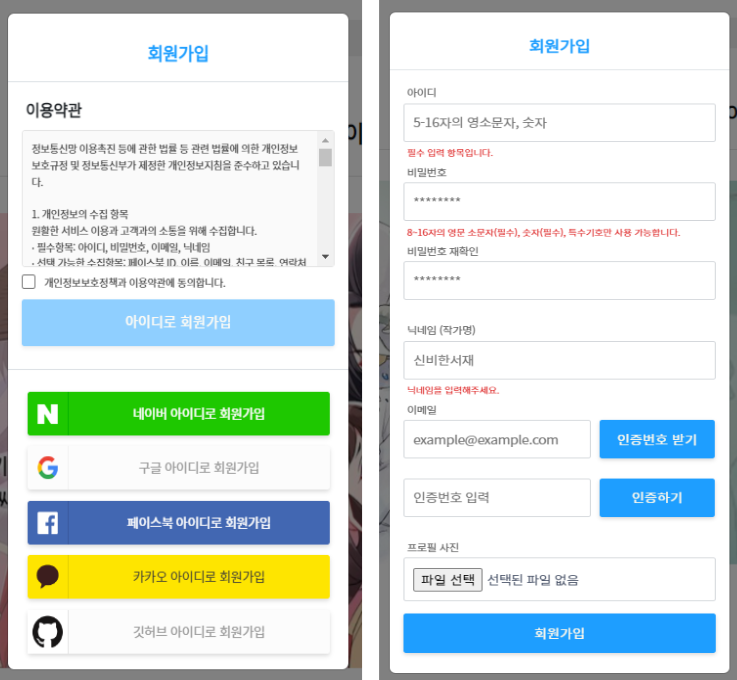 회원가입
이용약관
정보통신망 이용촉진 등에 관한 법률 등 관련 법률에 의한 개인정보
보호규정 및 정보통신부가 제정한 개인정보지침을 준수하고 있습니
다.
1. 개인정보의 수집 항목
원활한 서비스 이용과 고객과의 소통을 위해 수집합니다.
· 필수항목: 아이디, 비밀번호, 이메일, 닉네임
· 선택 가능한 수집항목: 페이스북 ID, 이름, 이메일, 친구 목록, 연락처
개인정보보호정책과 이용약관에 동의합니다.
아이디로 회원가입
네이버 아이디로 회원가입
구글 아이디로 회원가입
페이스북 아이디로 회원가입
카카오 아이디로 회원가입
깃허브 아이디로 회원가입
회원가입
아이디
5-16자의 영소문자, 숫자
필수 입력 항목입니다.
비밀번호
********
8~16자의 영문 소문자(필수), 숫자(필수), 특수기호만 사용 가능합니다.
비밀번호 재확인
********
닉네임 (작가명)
신비한서재
닉네임을 입력해주세요.
이메일
example@example.com 인증번호 받기
인증번호 입력 인증하기
프로필 사진
파일 선택 선택된 파일 없음
회원가입